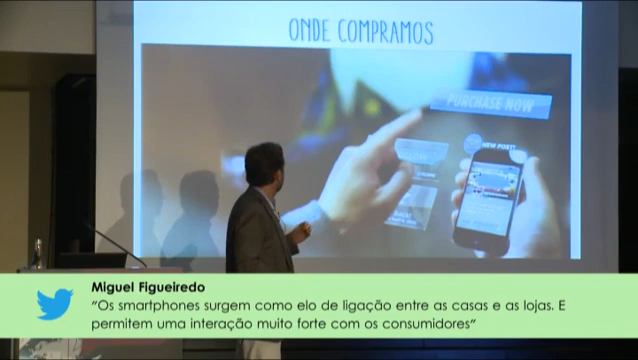 ONDE COMPRAMOS
PURCHASE NOW
NEW POST!
Miguel Figueiredo
"Os smartphones surgem como elo de ligação entre as casas e as lojas. E
permitem uma interação muito forte com os consumidores"